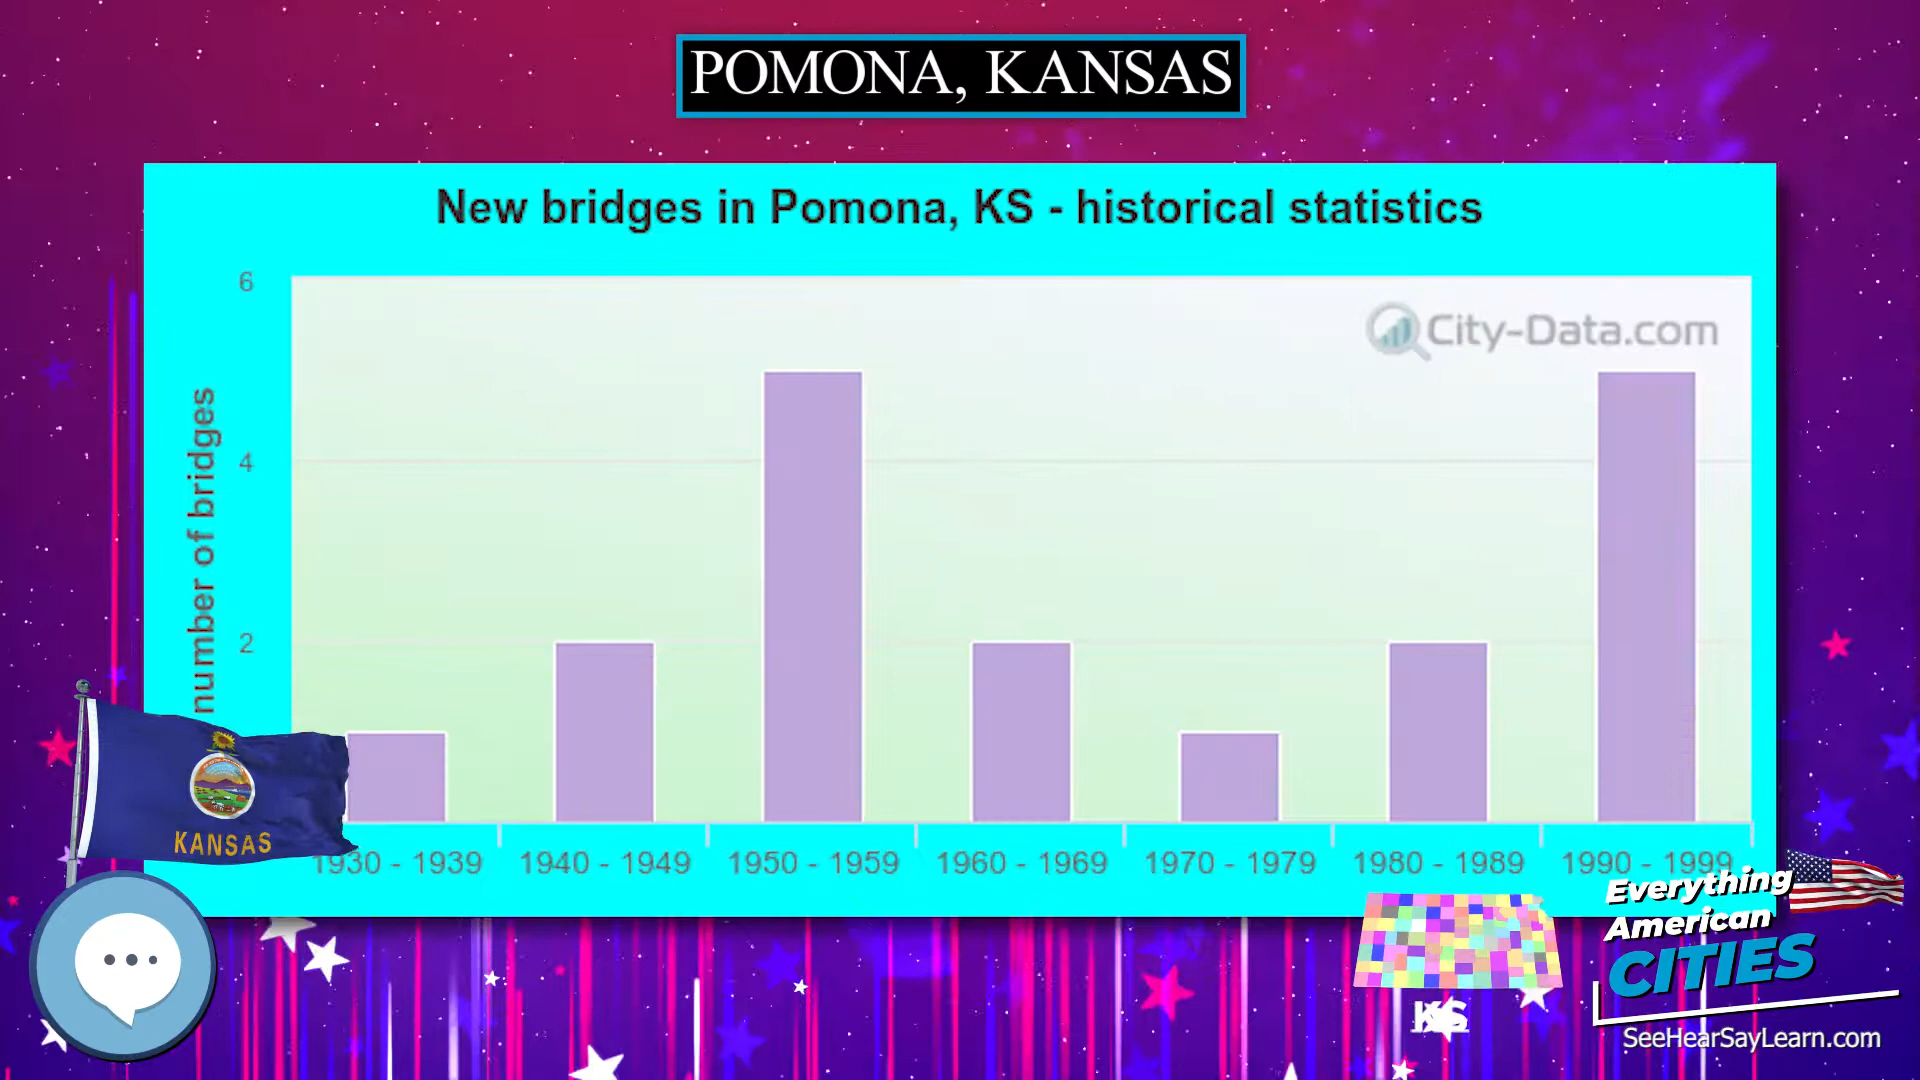 POMONA, KANSAS
New bridges in Pomona, KS - historical statistics
City-Data.com
number of bridges
6
4
2
1930 - 1939 1940 - 1949 1950 - 1959 1960 - 1969 1970 - 1979 1980 - 1989 1990 - 1999
KANSAS
Everything
American
CITIES
KS
SeeHearSayLearn.com